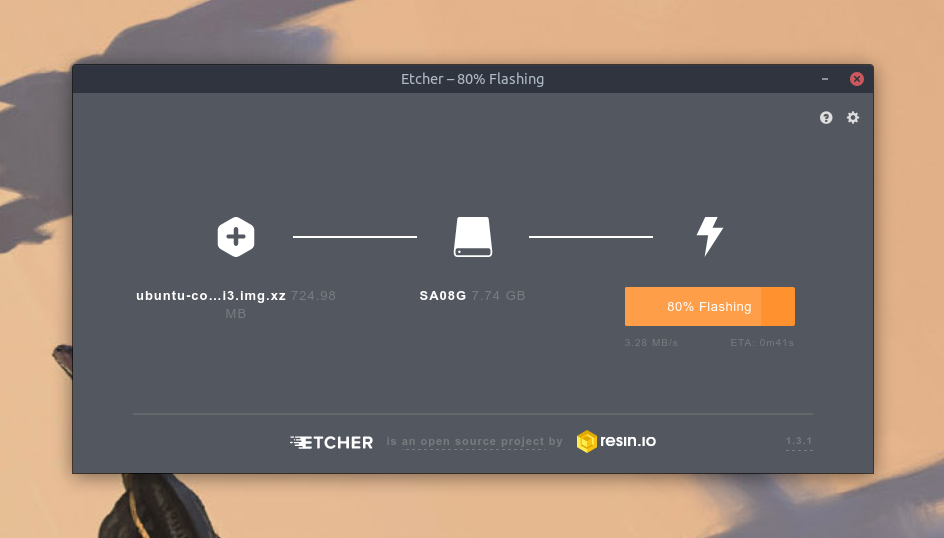 Etcher – 80% Flashing
ubuntu-co...i3.img.xz 724.98
MB
SA08G 7.74 GB
80% Flashing
3.28 MB/s ETA: 0m41s
ETCHER is an open source project by resin.io 1.3.1